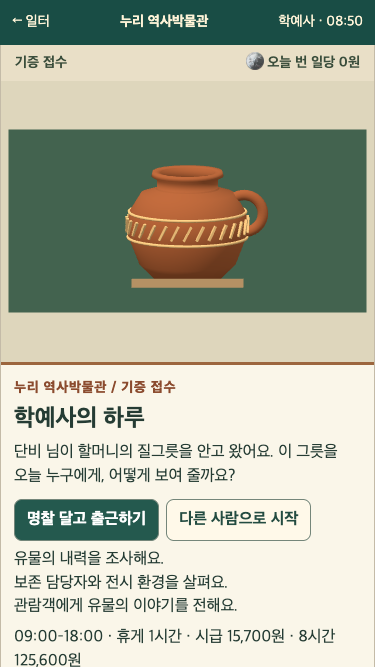 ← 일터 누리 역사박물관 학예사 · 08:50
기증 접수 오늘 번 일당 0원
누리 역사박물관 / 기증 접수
학예사의 하루
단비 님이 할머니의 질그릇을 안고 왔어요. 이 그릇을
오늘 누구에게, 어떻게 보여 줄까요?
명찰 달고 출근하기 다른 사람으로 시작
유물의 내력을 조사해요.
보존 담당자와 전시 환경을 살펴요.
관람객에게 유물의 이야기를 전해요.
09:00-18:00 · 휴게 1시간 · 시급 15,700원 · 8시간
125,600원